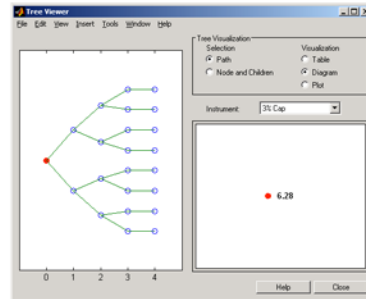 Tree Viewer
File Edit View Insert Tools Window Help
Tree Visualization
Selection
Visualization
Path
Table
Node and Children
Diagram
Plot
Instrument:
3% Cap
6.28
0 1 2 3 4
Help
Close